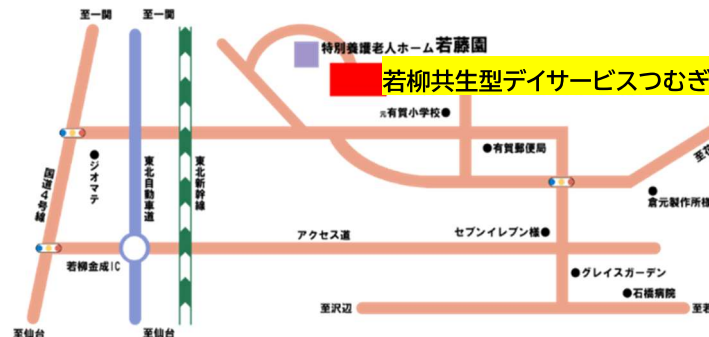 至一関
至一関
特別養護老人ホーム 若藤園
若柳共生型デイサービスつむぎ
元有賀小学校●
●有賀郵便局
●ジオマテ
国道4号線
東北自動車道
東北新幹線
至花
●倉元製作所様
アクセス道
セブンイレブン様●
若柳金成IC
●グレイスガーデン
●石橋病院
至沢辺
至若
至仙台
至仙台